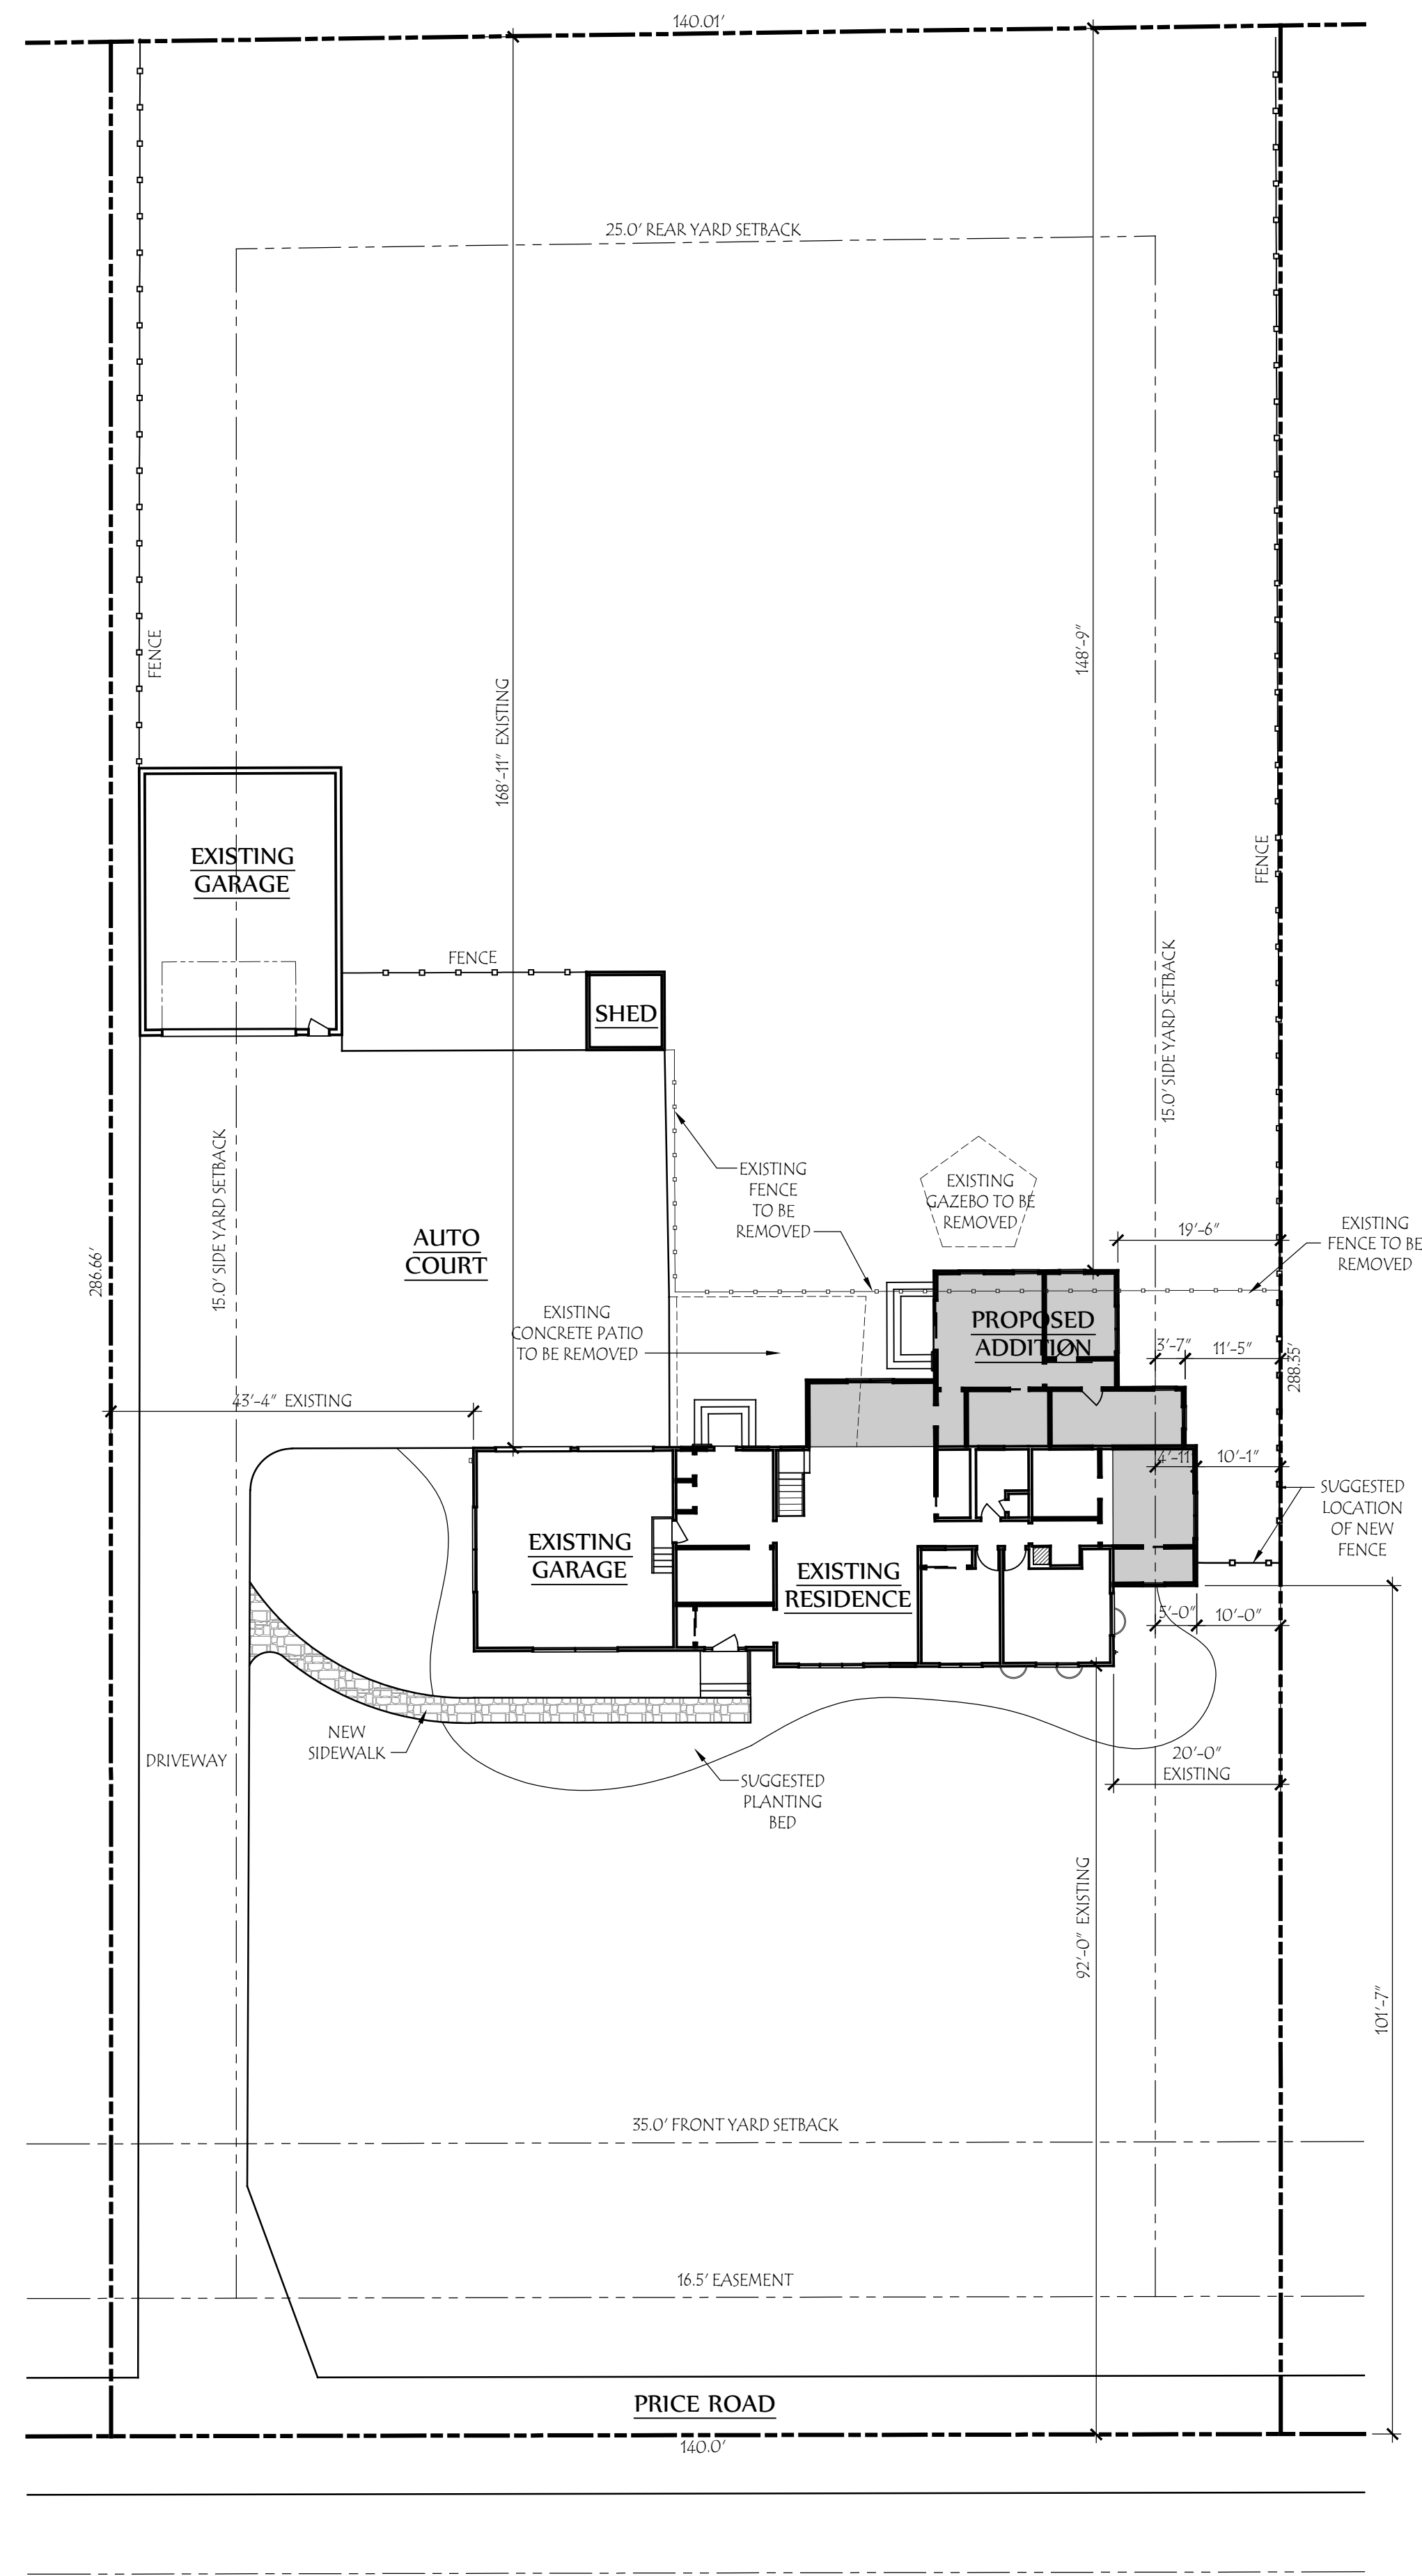 140.01'
25.0' REAR YARD SETBACK
FENCE
148'-9"
168'-11" EXISTING
EXISTING
GARAGE
FENCE
FENCE
SHED
15.0' SIDE YARD SETBACK
15.0' SIDE YARD SETBACK
EXISTING
FENCE
TO BE
REMOVED
EXISTING
GAZEBO TO BE
REMOVED
19'-6"
EXISTING
FENCE TO BE
REMOVED
AUTO
COURT
286.66'
EXISTING
CONCRETE PATIO
TO BE REMOVED
PROPOSED
ADDITION
3'-7"
11'-5"
288.35'
43'-4" EXISTING
4'-11"
10'-1"
SUGGESTED
LOCATION
OF NEW
FENCE
EXISTING
GARAGE
EXISTING
RESIDENCE
5'-0"
10'-0"
NEW
SIDEWALK
DRIVEWAY
SUGGESTED
PLANTING
BED
20'-0"
EXISTING
92'-0" EXISTING
101'-7"
35.0' FRONT YARD SETBACK
16.5' EASEMENT
PRICE ROAD
140.0'